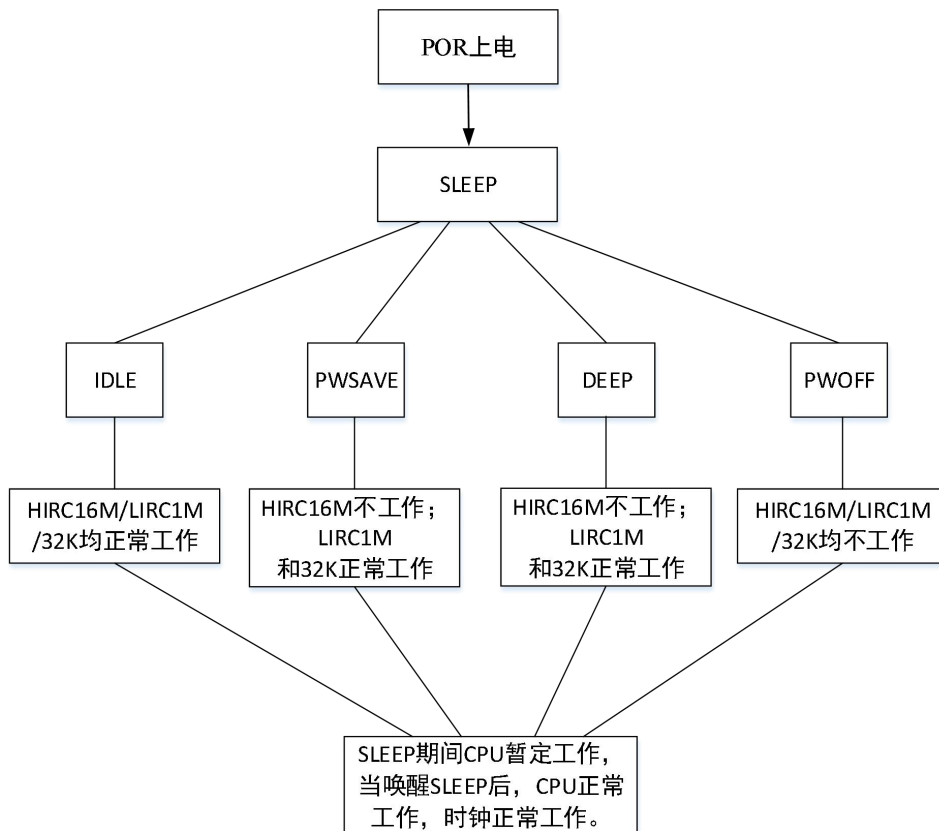 POR上电
SLEEP
IDLE
PWSAVE
DEEP
PWOFF
HIRC16M/LIRC1M
/32K均正常工作
HIRC16M不工作；
LIRC1M
和32K正常工作
HIRC16M不工作；
LIRC1M
和32K正常工作
HIRC16M/LIRC1M
/32K均不工作
SLEEP期间CPU暂定工作，
当唤醒SLEEP后，CPU正常
工作，时钟正常工作。